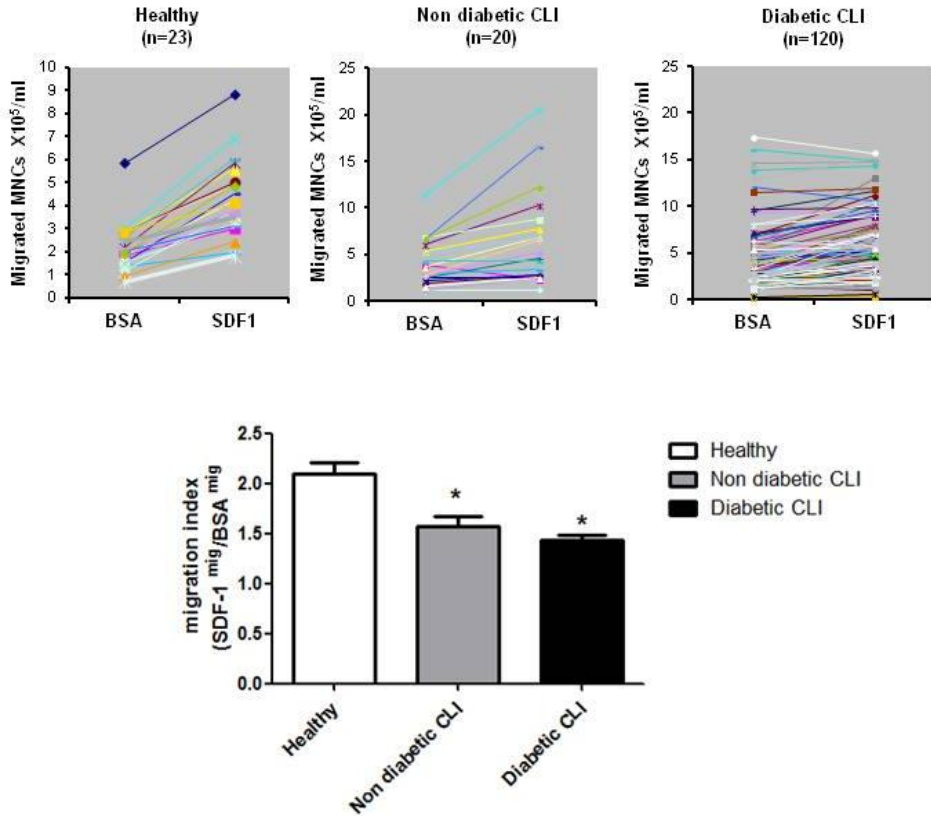 Healthy
(n=23)
Migrated MNCs X10⁵/ml
10
9
8
7
6
5
4
3
2
1
0
BSA SDF1
Non diabetic CLI
(n=20)
Migrated MNCs X10⁵/ml
25
20
15
10
5
0
BSA SDF1
Diabetic CLI
(n=120)
Migrated MNCs X10⁵/ml
25
20
15
10
5
0
BSA SDF1
migration index
(SDF-1 mig/BSA mig
2.5
2.0
1.5
1.0
0.5
0.0
*
*
Healthy
Non diabetic CLI
Diabetic CLI
Healthy
Non diabetic CLI
Diabetic CLI